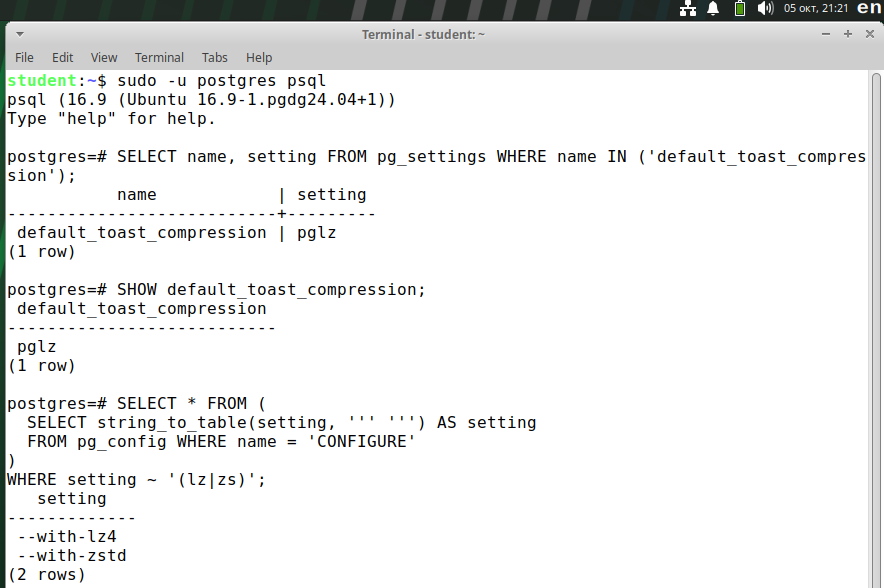 05 окт, 21:21 en
Terminal - student: ~
File Edit View Terminal Tabs Help
student:~$ sudo -u postgres psql
psql (16.9 (Ubuntu 16.9-1.pgdg24.04+1))
Type "help" for help.
postgres=# SELECT name, setting FROM pg_settings WHERE name IN ('default_toast_compres
sion');
           name            | setting
---------------------------+---------
 default_toast_compression | pglz
(1 row)
postgres=# SHOW default_toast_compression;
 default_toast_compression
---------------------------
 pglz
(1 row)
postgres=# SELECT * FROM (
  SELECT string_to_table(setting, ''' ''') AS setting
  FROM pg_config WHERE name = 'CONFIGURE'
)
WHERE setting ~ '(lz|zs)';
   setting
-------------
 --with-lz4
 --with-zstd
(2 rows)